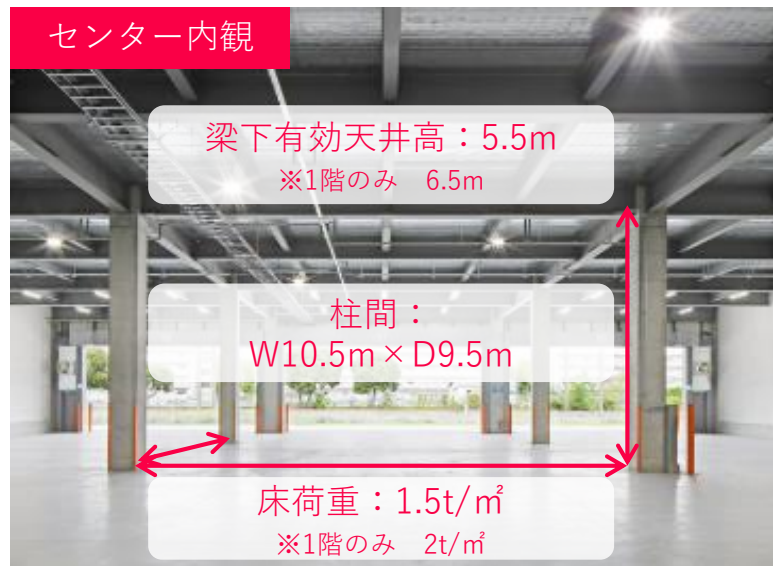 センター内観
梁下有効天井高：5.5m
※1階のみ　6.5m
柱間：
W10.5m×D9.5m
床荷重：1.5t/㎡
※1階のみ　2t/㎡